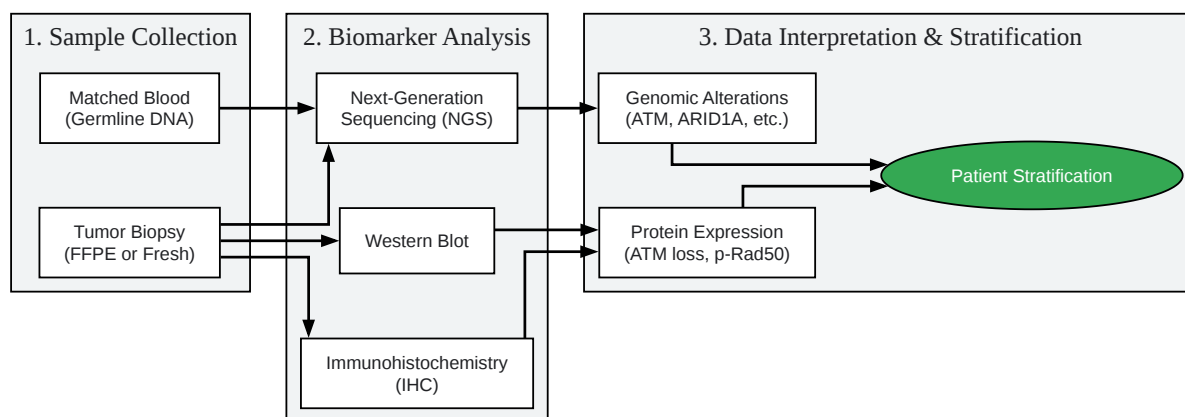 1. Sample Collection
Matched Blood
(Germline DNA)
Tumor Biopsy
(FFPE or Fresh)
2. Biomarker Analysis
Next-Generation
Sequencing (NGS)
Western Blot
Immunohistochemistry
(IHC)
3. Data Interpretation & Stratification
Genomic Alterations
(ATM, ARID1A, etc.)
Protein Expression
(ATM loss, p-Rad50)
Patient Stratification